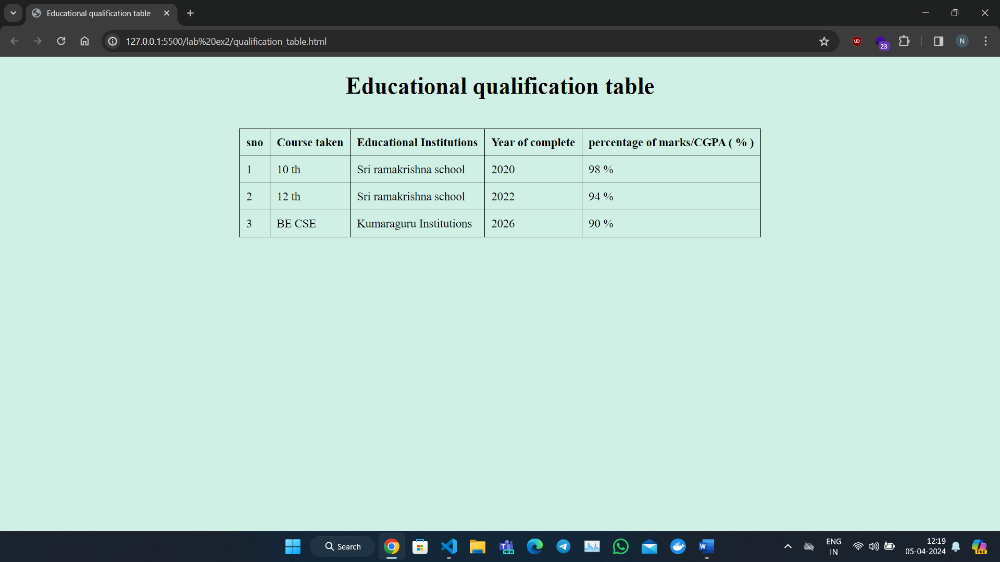 Educational qualification table
127.0.0.1:5500/lab%20ex2/qualification_table.html
UD
23
N
Educational qualification table
sno Course taken Educational Institutions Year of complete percentage of marks/CGPA ( % )
1 10 th Sri ramakrishna school 2020 98 %
2 12 th Sri ramakrishna school 2022 94 %
3 BE CSE Kumaraguru Institutions 2026 90 %
Search
T
NEW
W
ENG
IN
12:19
05-04-2024
PRE